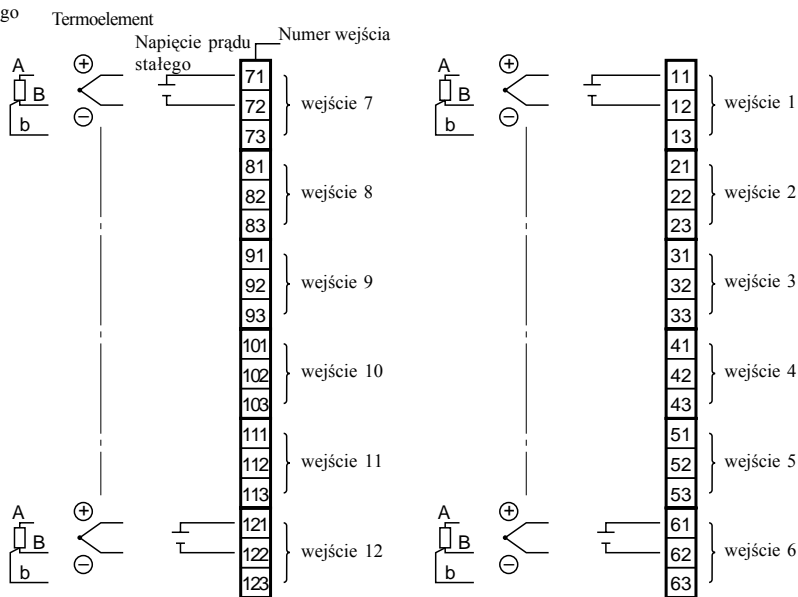 go
Termoelement
Napięcie prądu
stałego
Numer wejścia
A
B
b
⊕
⊖
71
72
73
wejście 7
81
82
83
wejście 8
91
92
93
wejście 9
101
102
103
wejście 10
111
112
113
wejście 11
A
B
b
⊕
⊖
121
122
123
wejście 12
A
B
b
⊕
⊖
11
12
13
wejście 1
21
22
23
wejście 2
31
32
33
wejście 3
41
42
43
wejście 4
51
52
53
wejście 5
A
B
b
⊕
⊖
61
62
63
wejście 6